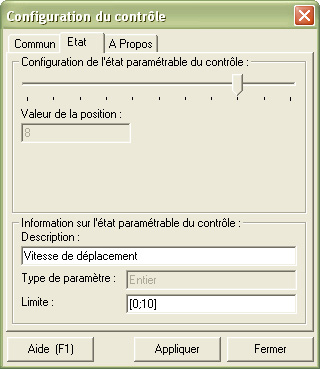 Configuration du contrôle
Commun Etat A Propos
Configuration de l'état paramétrable du contrôle :
Valeur de la position :
8
Information sur l'état paramétrable du contrôle :
Description :
Vitesse de déplacement
Type de paramètre : Entier
Limite : [0;10]
Aide (F1) Appliquer Fermer